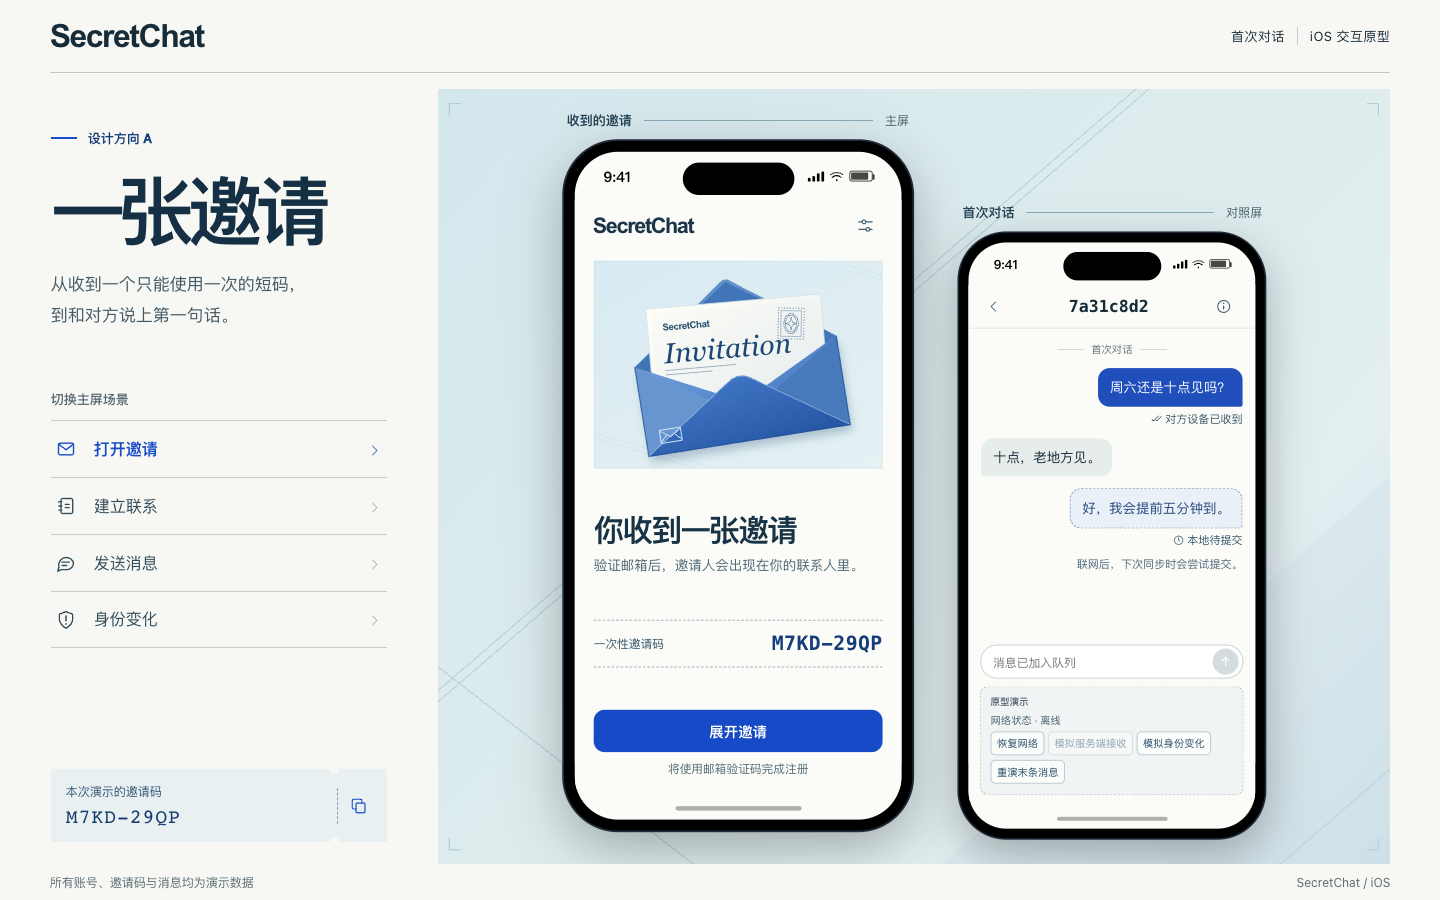 SecretChat
首次对话
iOS 交互原型
设计方向 A
一张邀请
从收到一个只能使用一次的短码，
到和对方说上第一句话。
切换主屏场景
打开邀请
建立联系
发送消息
身份变化
本次演示的邀请码
M7KD–29QP
所有账号、邀请码与消息均为演示数据
收到的邀请
主屏
9:41
SecretChat
SecretChat
Invitation
你收到一张邀请
验证邮箱后，邀请人会出现在你的联系人里。
一次性邀请码
M7KD–29QP
展开邀请
将使用邮箱验证码完成注册
首次对话
对照屏
9:41
7a31c8d2
首次对话
周六还是十点见吗？
对方设备已收到
十点，老地方见。
好，我会提前五分钟到。
本地待提交
联网后，下次同步时会尝试提交。
消息已加入队列
原型演示
网络状态 · 离线
恢复网络
模拟服务端接收
模拟身份变化
重演末条消息
SecretChat / iOS